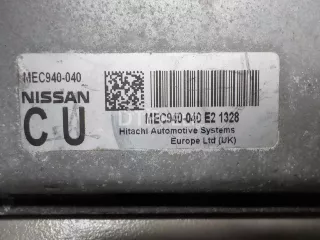 MEC940-040
NISSAN
CU
MEC940-040 E2 1328
Hitachi Automotive Systems
Europe Ltd (UK)